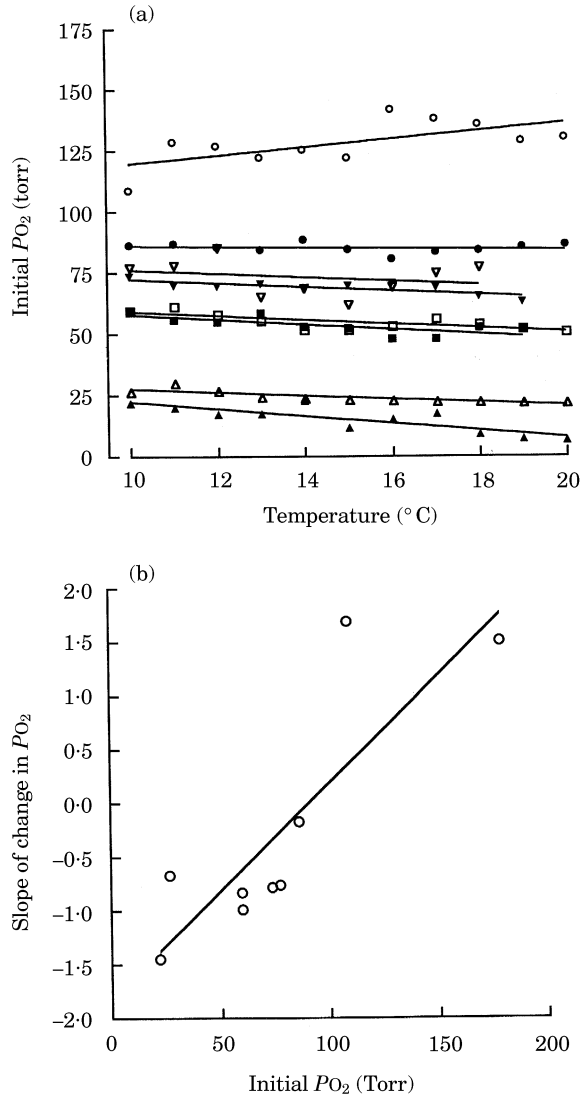 (a)
175
150
125
100
75
50
25
0
Initial PO₂ (torr)
10 12 14 16 18 20
Temperature (° C)
(b)
2·0
1·5
1·0
0·5
0·0
–0·5
–1·0
–1·5
–2·0
Slope of change in PO₂
0 50 100 150 200
Initial PO₂ (Torr)